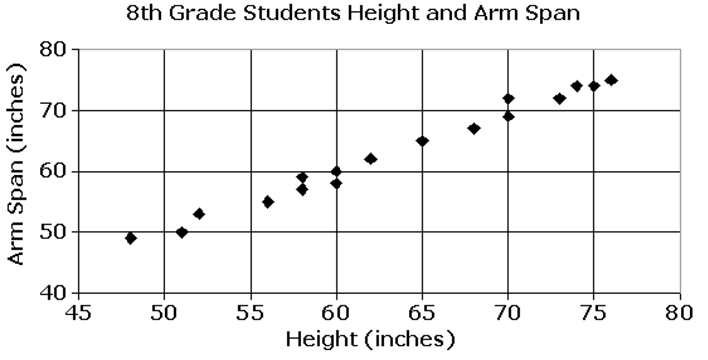 8th Grade Students Height and Arm Span
80
70
60
50
40
Arm Span (inches)
45 50 55 60 65 70 75 80
Height (inches)